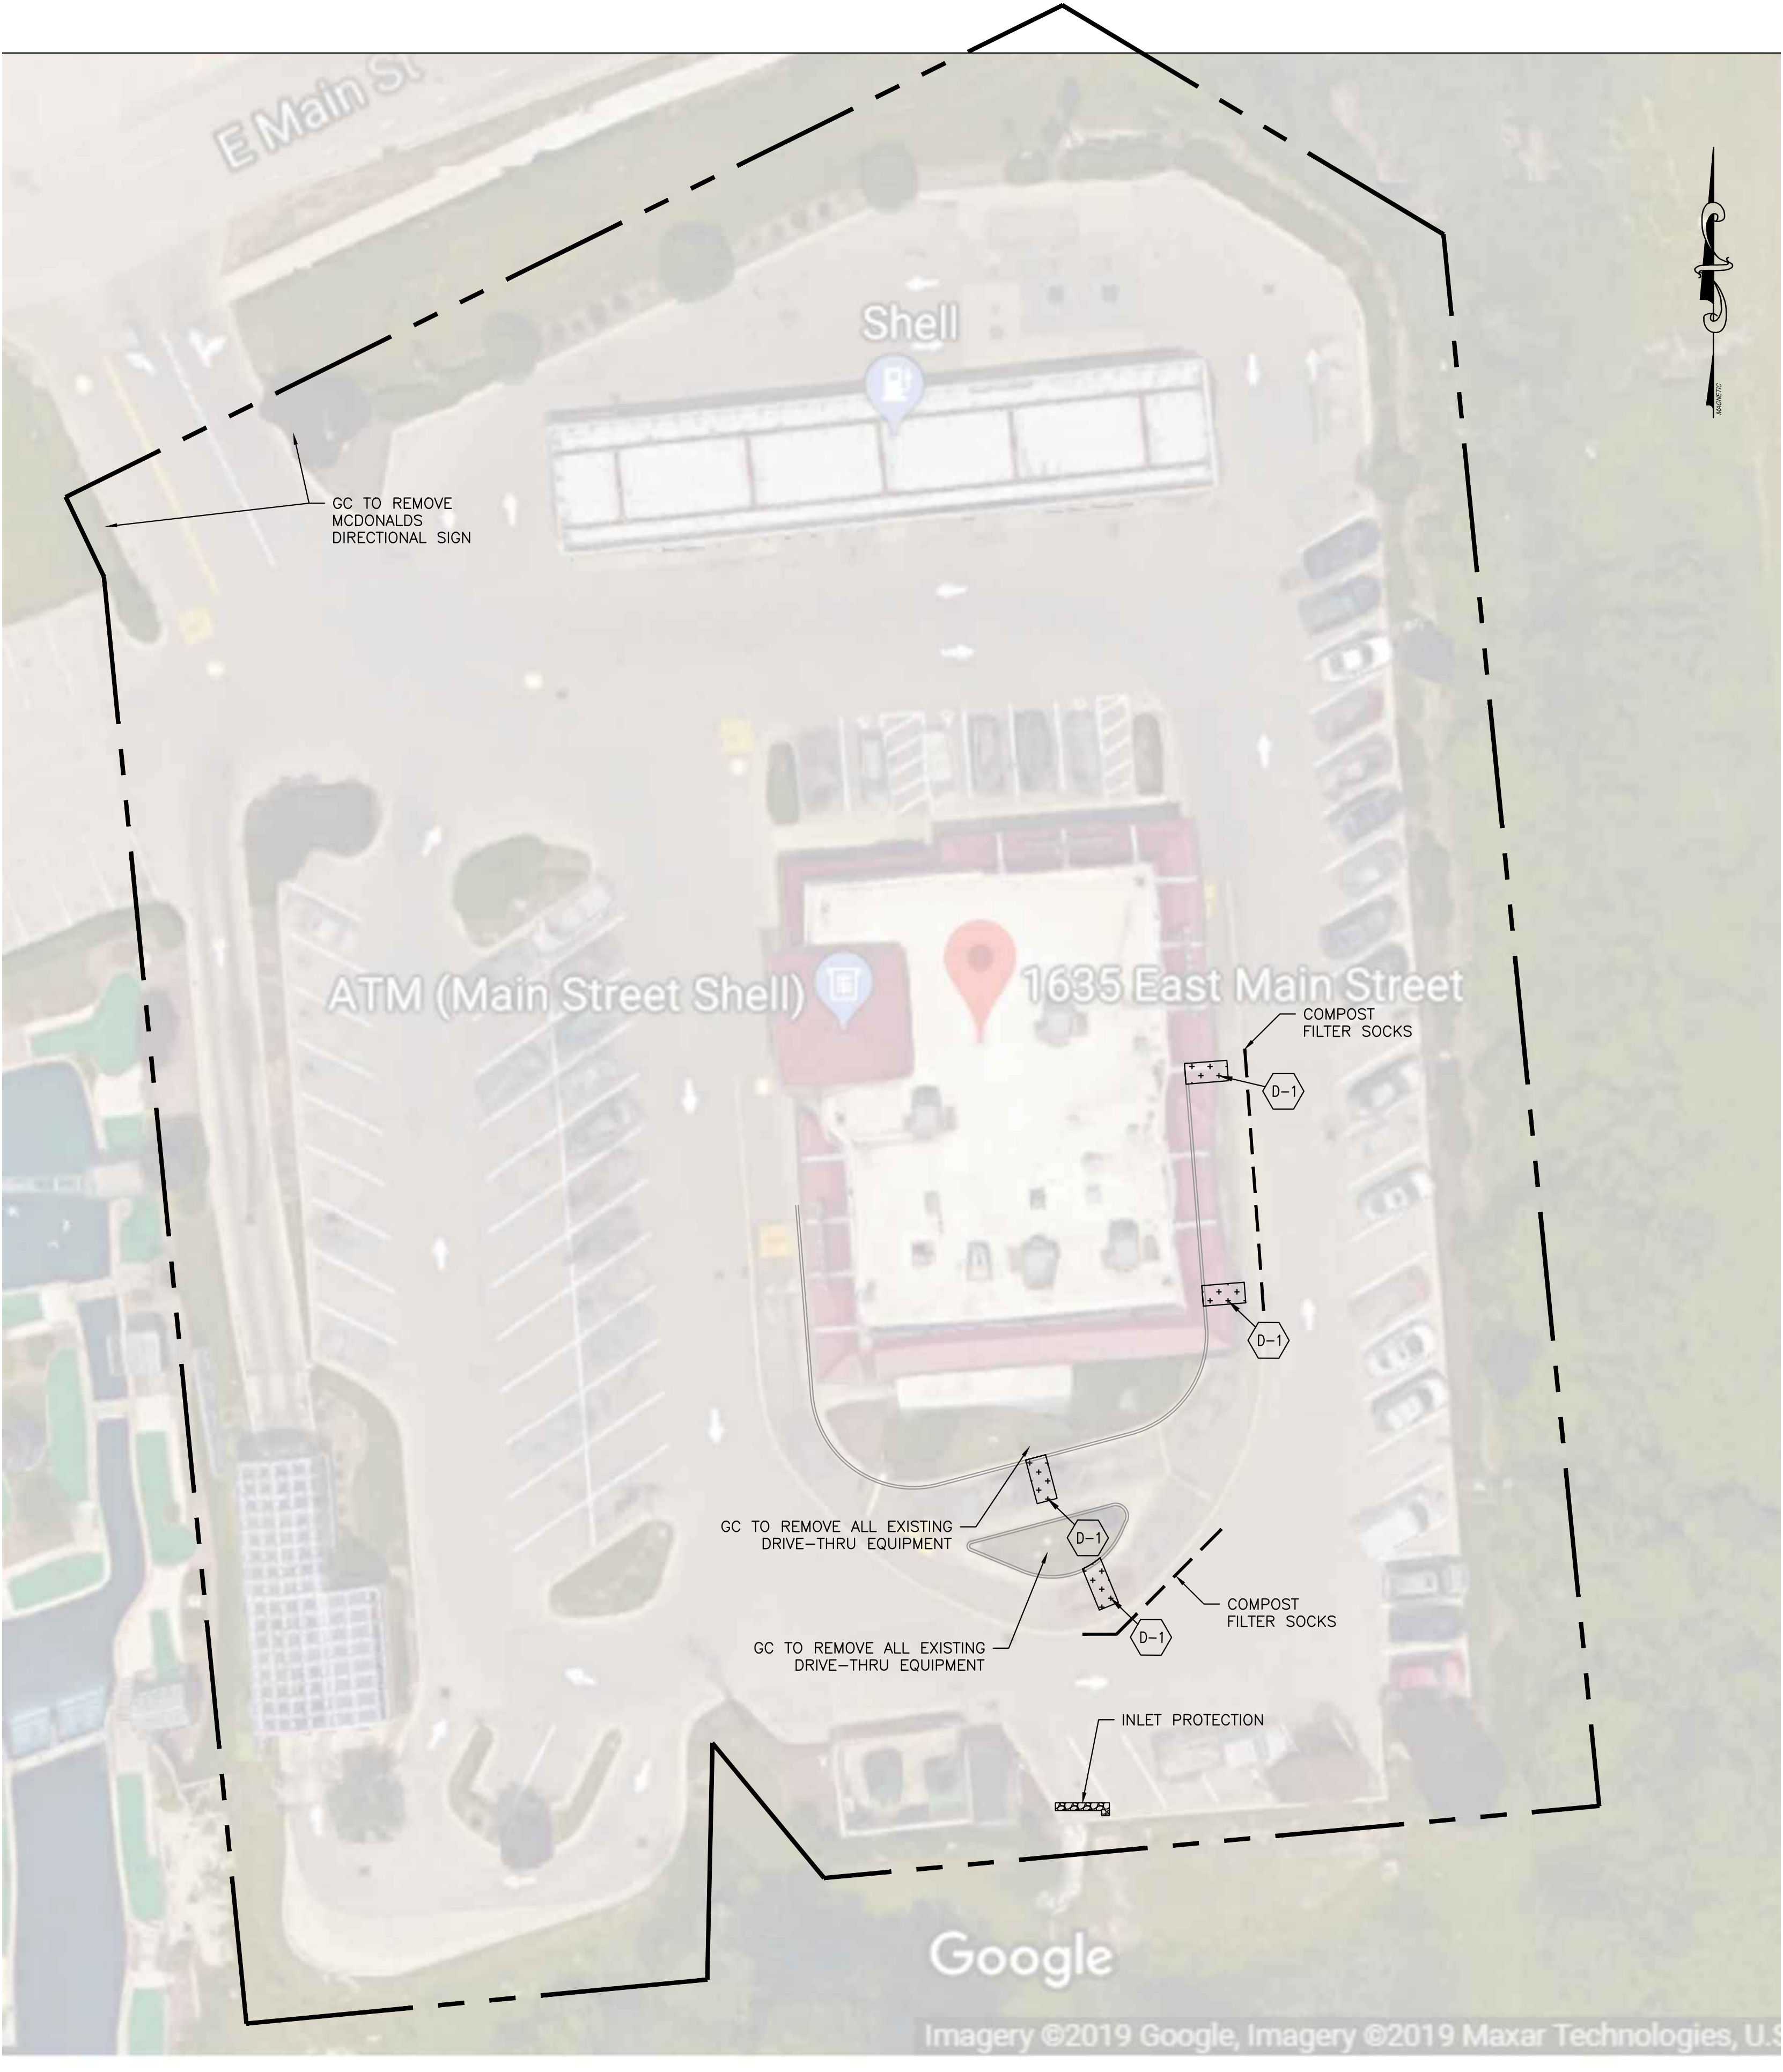 E Main St
Shell
MAGNETIC
GC TO REMOVE
MCDONALDS
DIRECTIONAL SIGN
ATM (Main Street Shell)
1635 East Main Street
COMPOST
FILTER SOCKS
D-1
D-1
GC TO REMOVE ALL EXISTING
DRIVE-THRU EQUIPMENT
D-1
COMPOST
FILTER SOCKS
D-1
GC TO REMOVE ALL EXISTING
DRIVE-THRU EQUIPMENT
INLET PROTECTION
Google
Imagery ©2019 Google, Imagery ©2019 Maxar Technologies, U.S